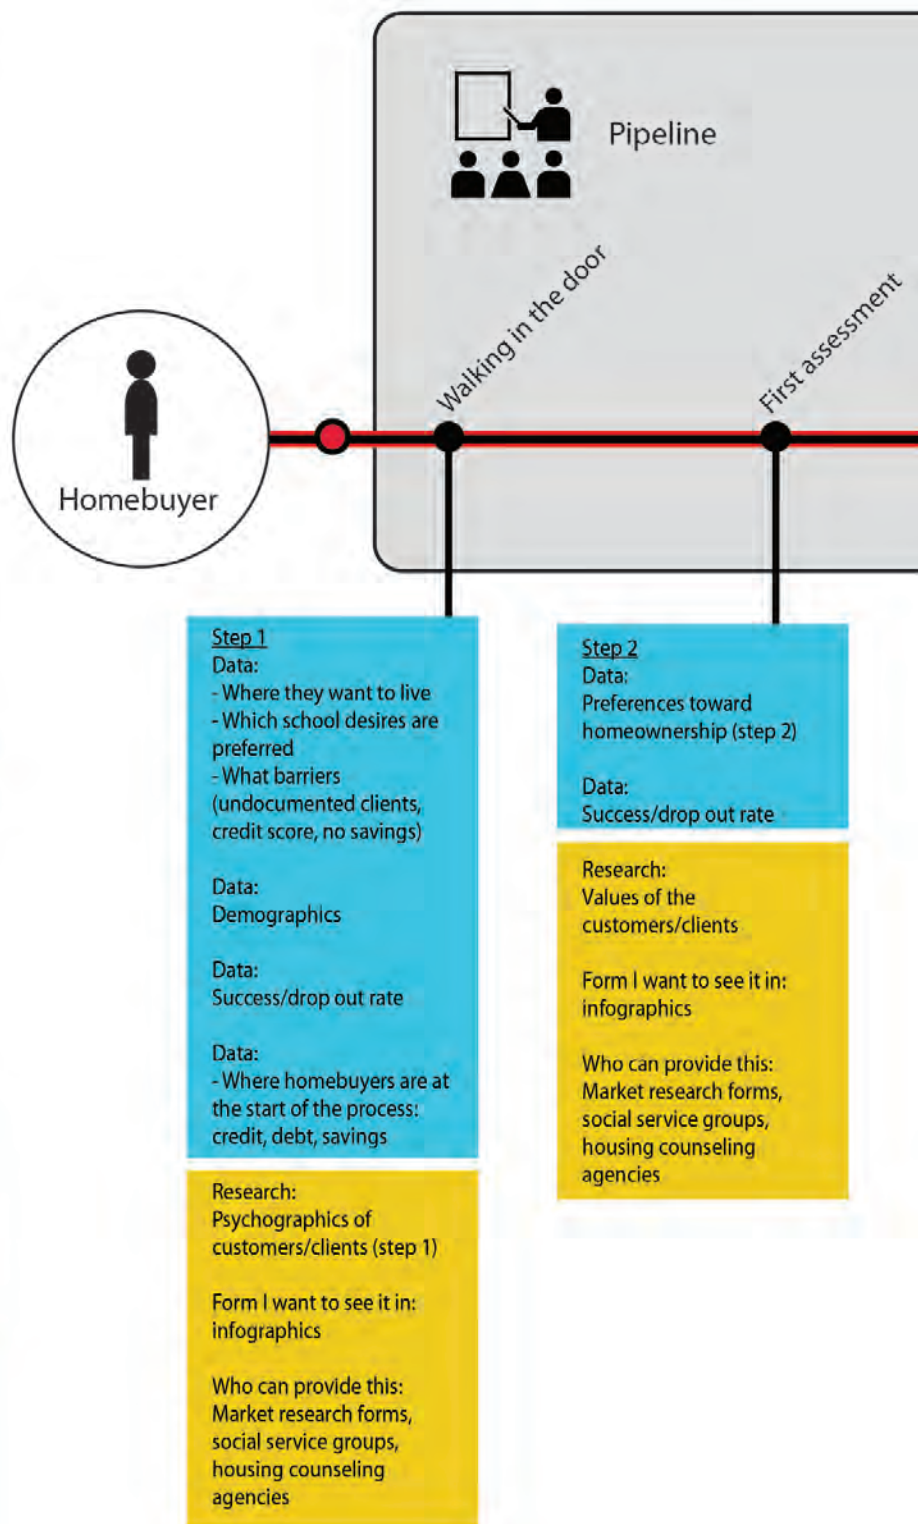 Pipeline
Walking in the door
First assessment
Homebuyer
Step 1
Data:
- Where they want to live
- Which school desires are
preferred
- What barriers
(undocumented clients,
credit score, no savings)
Data:
Demographics
Data:
Success/drop out rate
Data:
- Where homebuyers are at
the start of the process:
credit, debt, savings
Research:
Psychographics of
customers/clients (step 1)
Form I want to see it in:
infographics
Who can provide this:
Market research forms,
social service groups,
housing counseling
agencies
Step 2
Data:
Preferences toward
homeownership (step 2)
Data:
Success/drop out rate
Research:
Values of the
customers/clients
Form I want to see it in:
infographics
Who can provide this:
Market research forms,
social service groups,
housing counseling
agencies